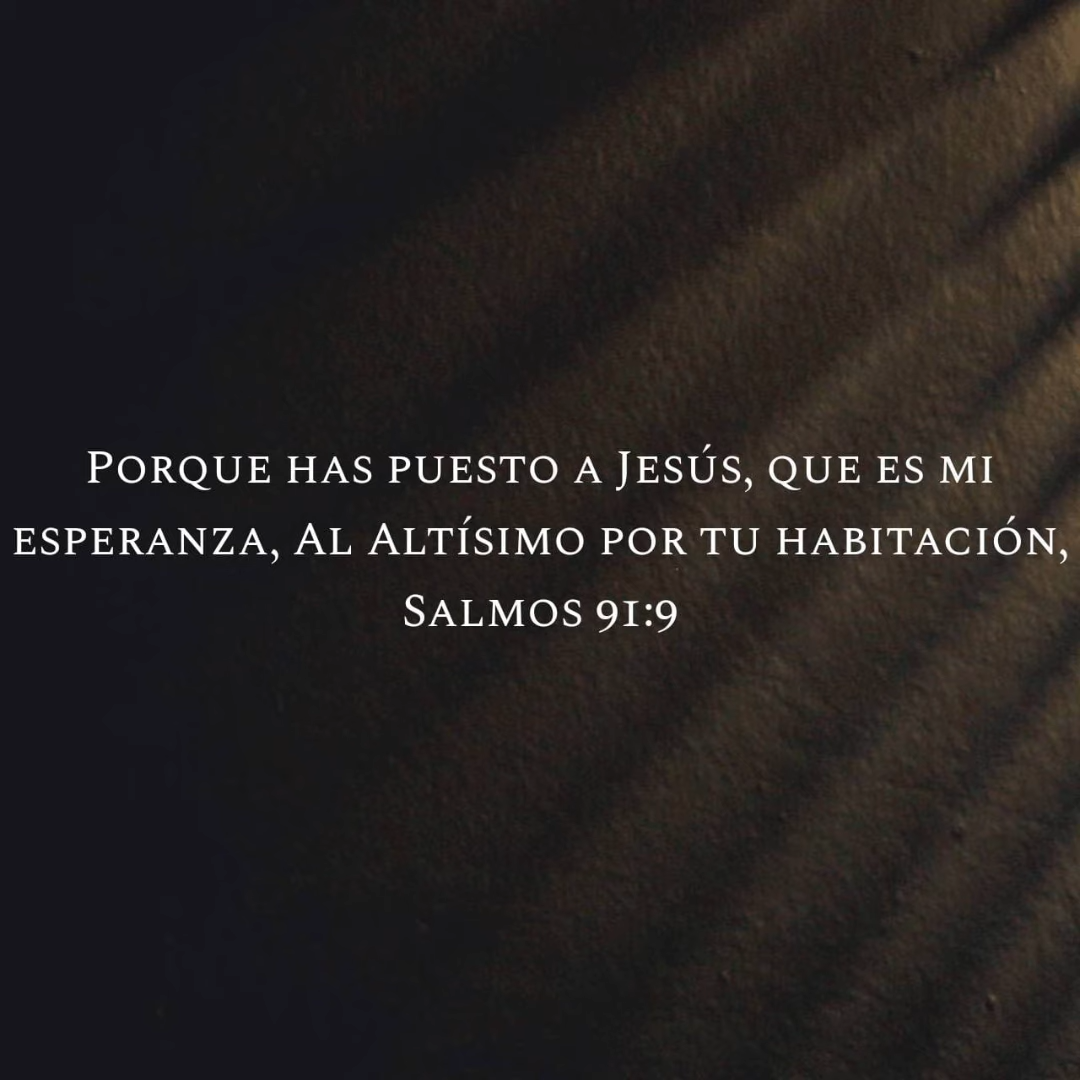 Porque has puesto a Jesús, que es mi
esperanza, Al Altísimo por tu habitación,
Salmos 91:9